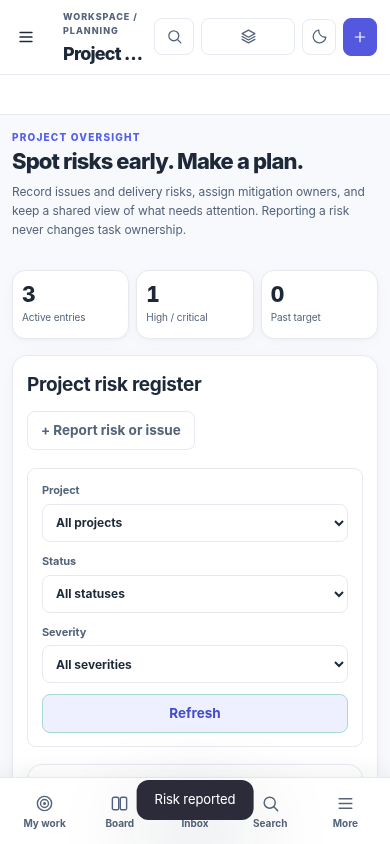 WORKSPACE /
PLANNING
Project ...
PROJECT OVERSIGHT
Spot risks early. Make a plan.
Record issues and delivery risks, assign mitigation owners, and
keep a shared view of what needs attention. Reporting a risk
never changes task ownership.
3
Active entries
1
High / critical
0
Past target
Project risk register
+ Report risk or issue
Project
All projects
Status
All statuses
Severity
All severities
Refresh
Risk reported
My work
Board
Inbox
Search
More